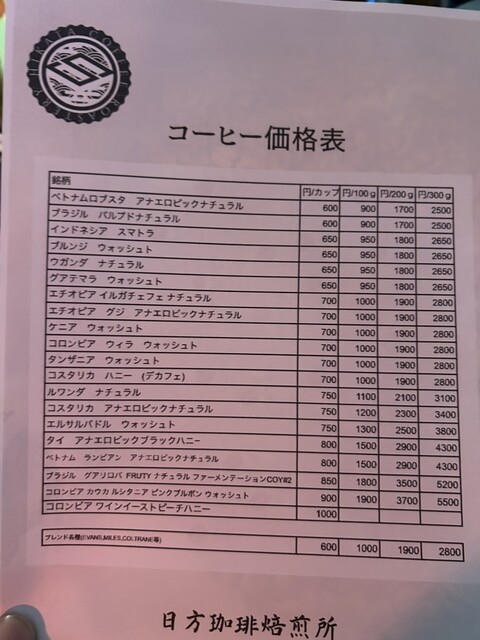 HIKATA COFFEE ROASTERY
コーヒー価格表
銘柄 円/カップ 円/100g 円/200g 円/300g
ベトナムロブスタ アナエロビックナチュラル 600 900 1700 2500
ブラジル パルプドナチュラル 600 900 1700 2500
インドネシア スマトラ 650 950 1800 2650
ブルンジ ウォッシュト 650 950 1800 2650
ウガンダ ナチュラル 650 950 1800 2650
グアテマラ ウォッシュト 650 950 1800 2650
エチオピア イルガチェフェ ナチュラル 700 1000 1900 2800
エチオピア グジ アナエロビックナチュラル 700 1000 1900 2800
ケニア ウォッシュト 700 1000 1900 2800
コロンビア ウィラ ウォッシュト 700 1000 1900 2800
タンザニア ウォッシュト 700 1000 1900 2800
コスタリカ ハニー (デカフェ) 700 1000 1900 2800
ルワンダ ナチュラル 750 1100 2100 3100
コスタリカ アナエロビックナチュラル 750 1200 2300 3400
エルサルバドル ウォッシュト 750 1300 2500 3800
タイ アナエロビックブラックハニー 800 1500 2900 4300
ベトナム ランビアン アナエロビックナチュラル 800 1500 2900 4300
ブラジル グアリロバ FRUTY ナチュラル ファーメンテーションCOY#2 850 1800 3500 5200
コロンビア カウカ ルシタニア ピンクブルボン ウォッシュト 900 1900 3700 5500
コロンビア ワインイーストピーチハニー 1000
ブレンド各種(EVANS,MILES,COLTRANE等) 600 1000 1900 2800
日方珈琲焙煎所